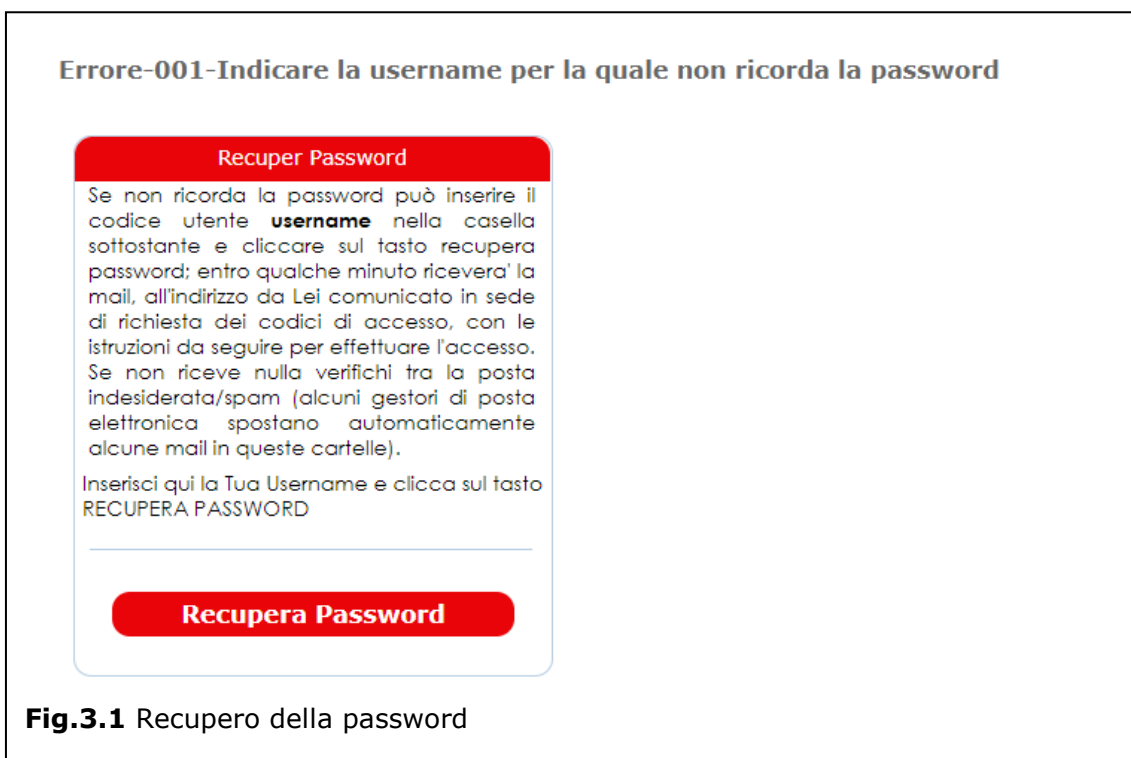 Errore-001-Indicare la username per la quale non ricorda la password
Recuper Password
Se non ricorda la password può inserire il
codice utente username nella casella
sottostante e cliccare sul tasto recupera
password; entro qualche minuto ricevera' la
mail, all'indirizzo da Lei comunicato in sede
di richiesta dei codici di accesso, con le
istruzioni da seguire per effettuare l'accesso.
Se non riceve nulla verifichi tra la posta
indesiderata/spam (alcuni gestori di posta
elettronica spostano automaticamente
alcune mail in queste cartelle).
Inserisci qui la Tua Username e clicca sul tasto
RECUPERA PASSWORD
Recupera Password
Fig.3.1 Recupero della password